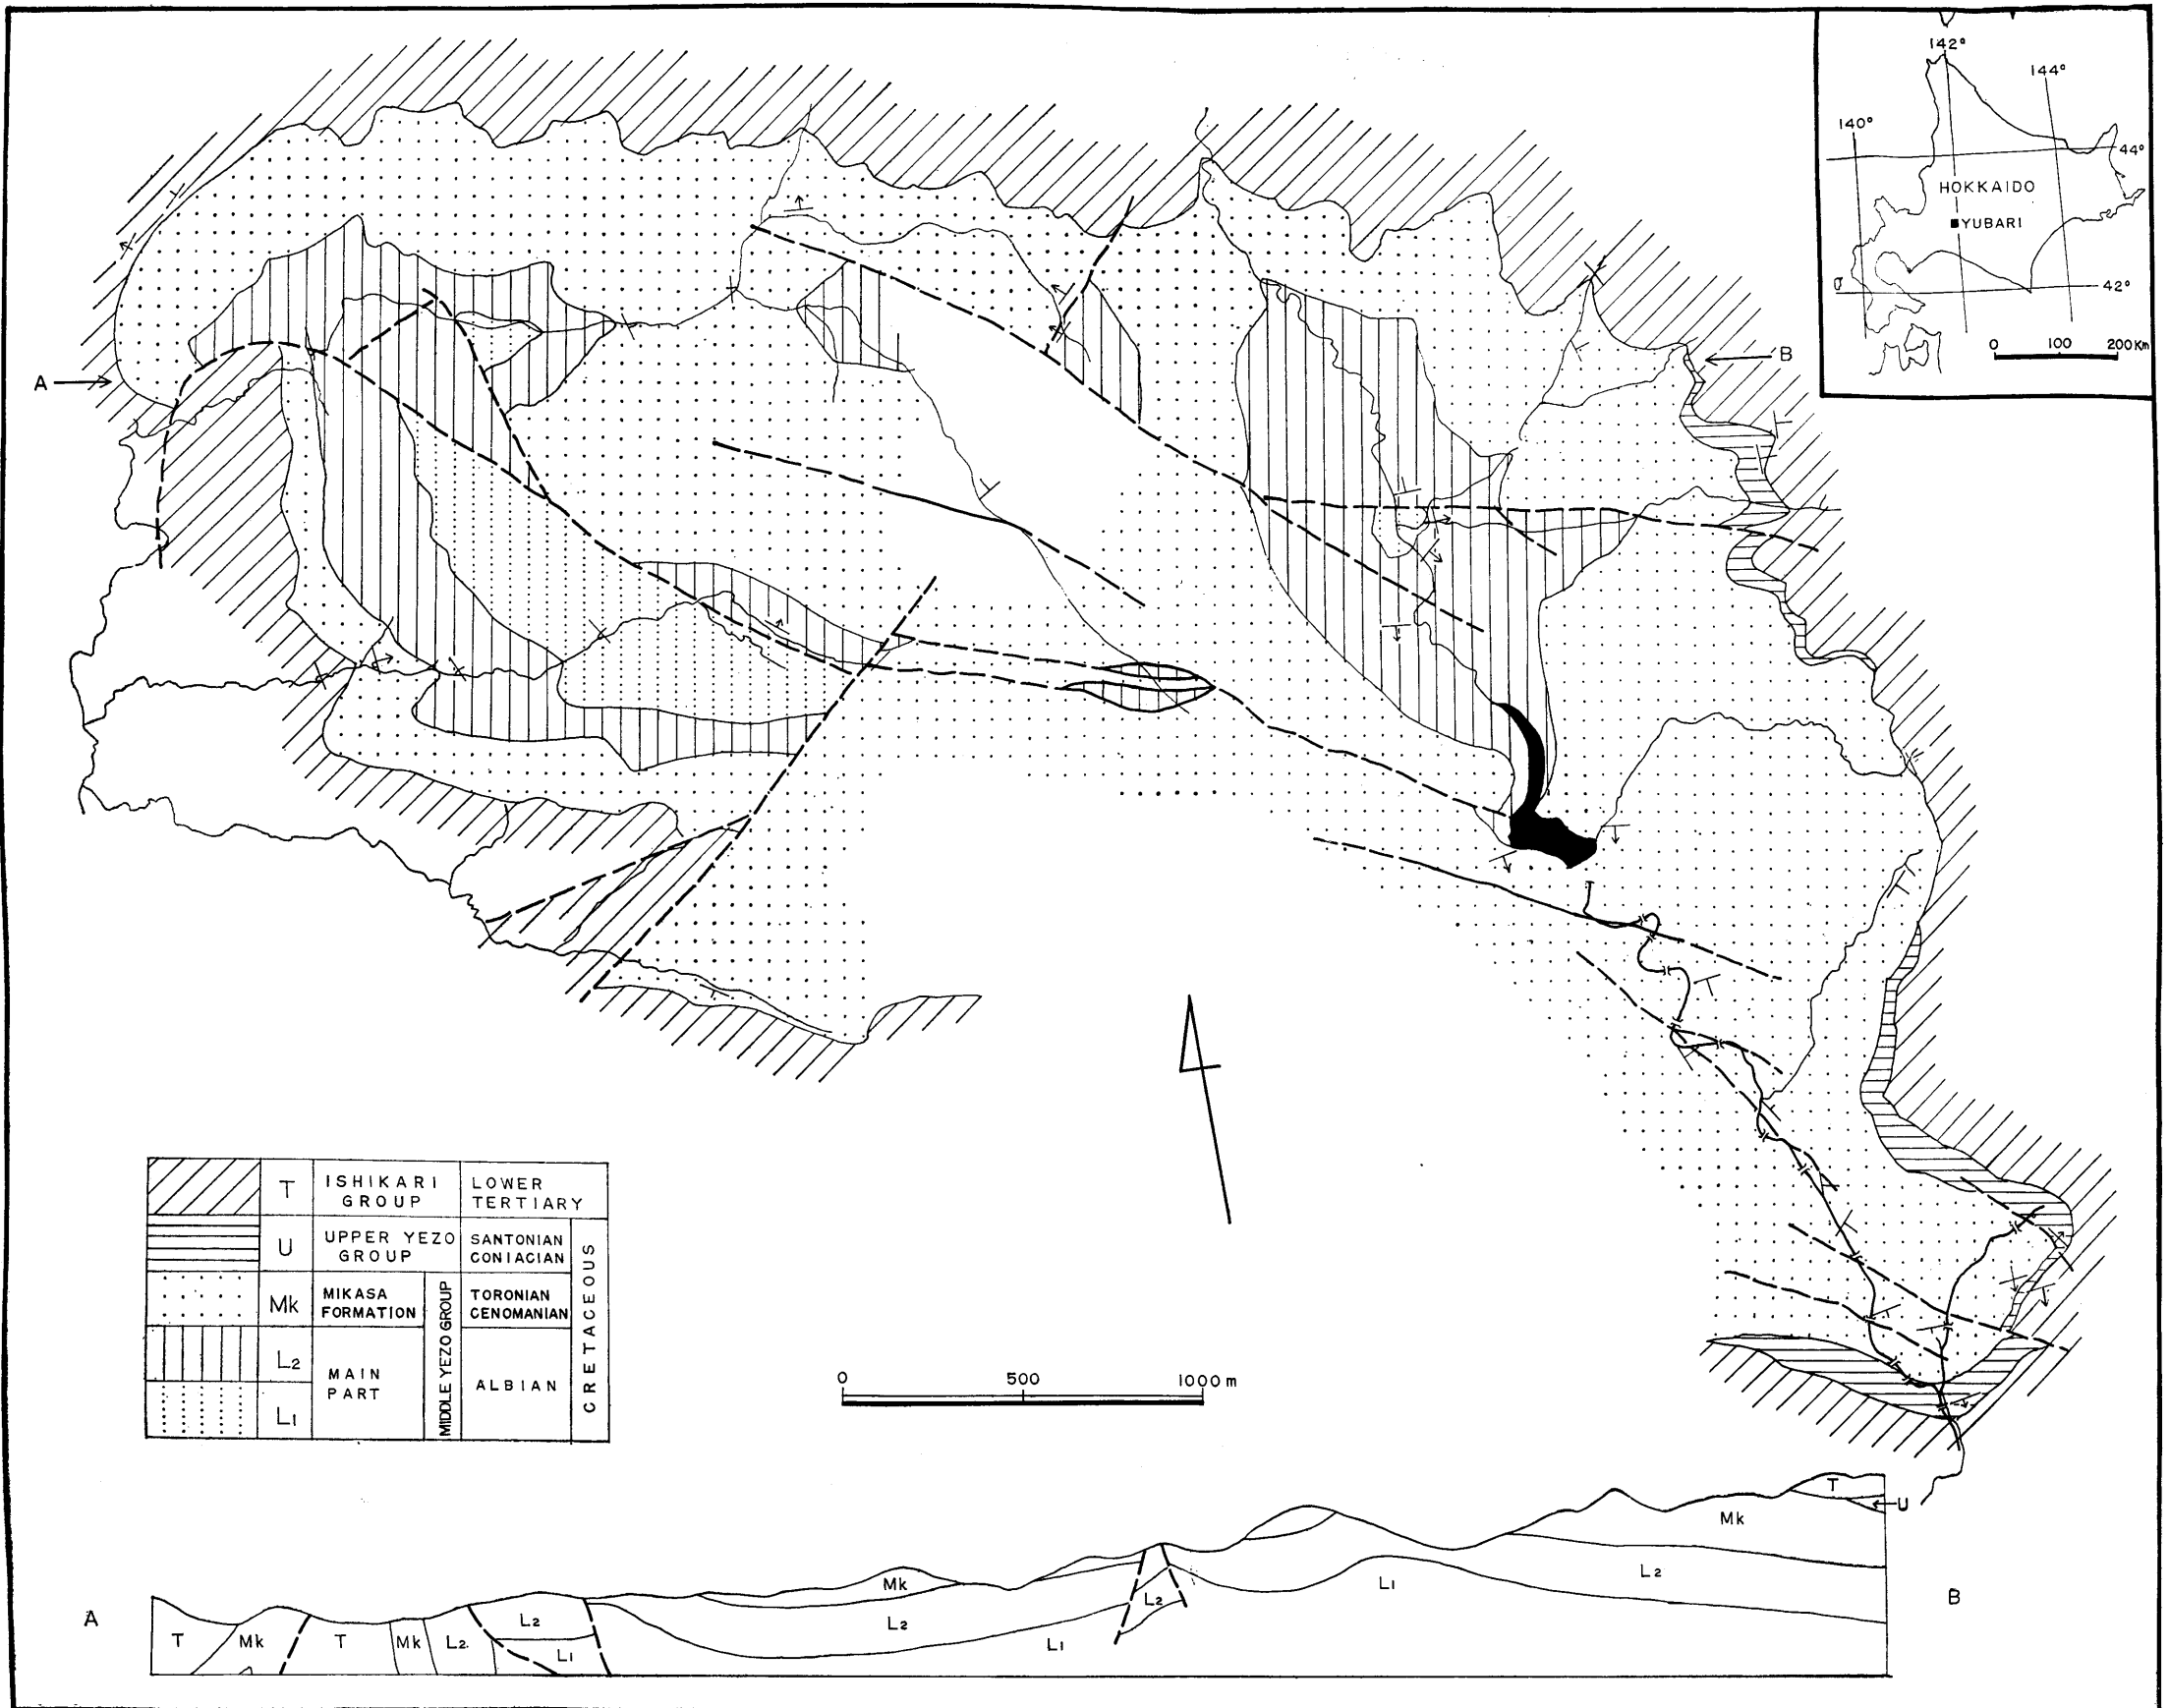 142°
144°
140°
44°
HOKKAIDO
YUBARI
42°
0 100 200Km
A
B
T ISHIKARI GROUP LOWER TERTIARY
U UPPER YEZO GROUP SANTONIAN CONIACIAN
Mk MIKASA FORMATION TORONIAN CENOMANIAN
L2
MAIN PART
ALBIAN
L1
MIDDLE YEZO GROUP
CRETACEOUS
0 500 1000 m
T
U
Mk
L2
L1
Mk
L2
L2
L1
A
B
T
Mk
T
Mk
L2
L2
L1